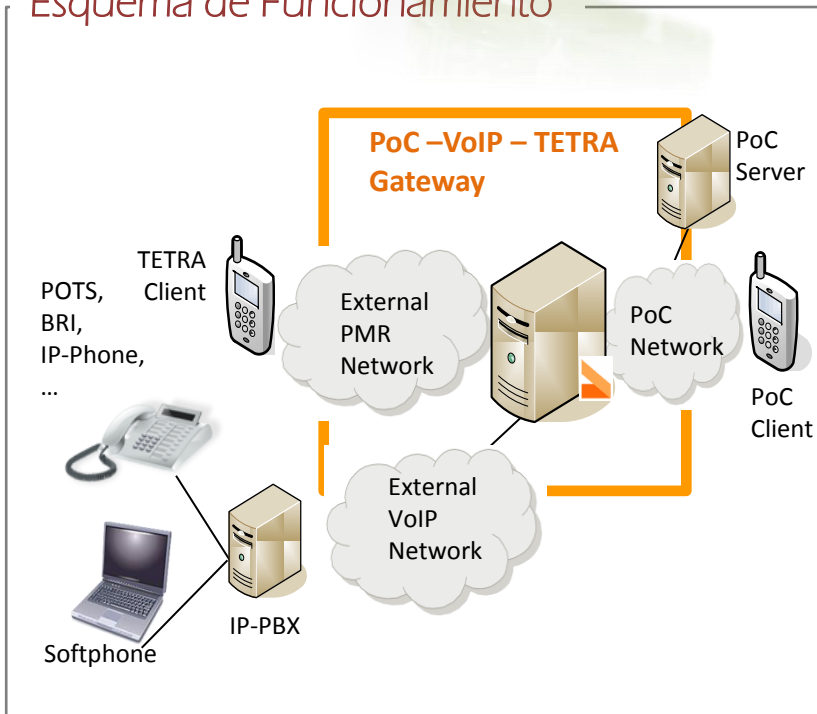 Esquema de Funcionamiento
PoC –VoIP – TETRA
Gateway
PoC
Server
TETRA
Client
POTS,
BRI,
IP-Phone,
...
External
PMR
Network
PoC
Network
PoC
Client
External
VoIP
Network
IP-PBX
Softphone